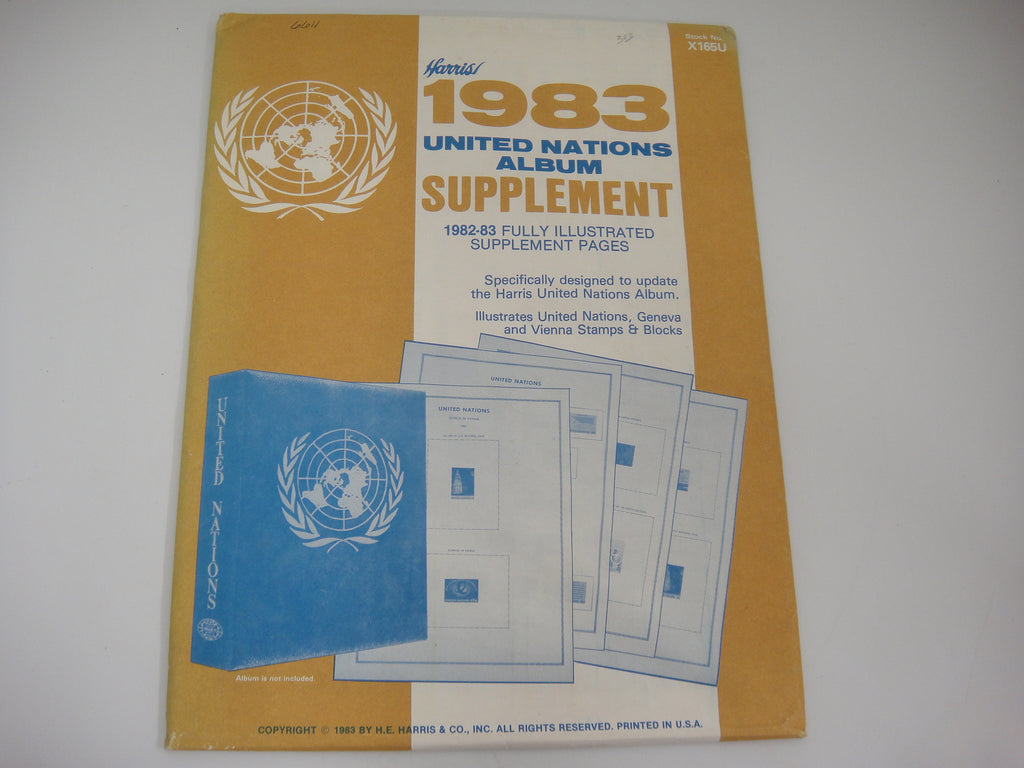 Stock No.
X165U
Harris
1983
UNITED NATIONS
ALBUM
SUPPLEMENT
1982-83 FULLY ILLUSTRATED
SUPPLEMENT PAGES
Specifically designed to update
the Harris United Nations Album.
Illustrates United Nations, Geneva
and Vienna Stamps & Blocks
UNITED NATIONS
UNITED NATIONS
UNITED NATIONS
Album is not included.
COPYRIGHT © 1983 BY H.E. HARRIS & CO., INC. ALL RIGHTS RESERVED. PRINTED IN U.S.A.